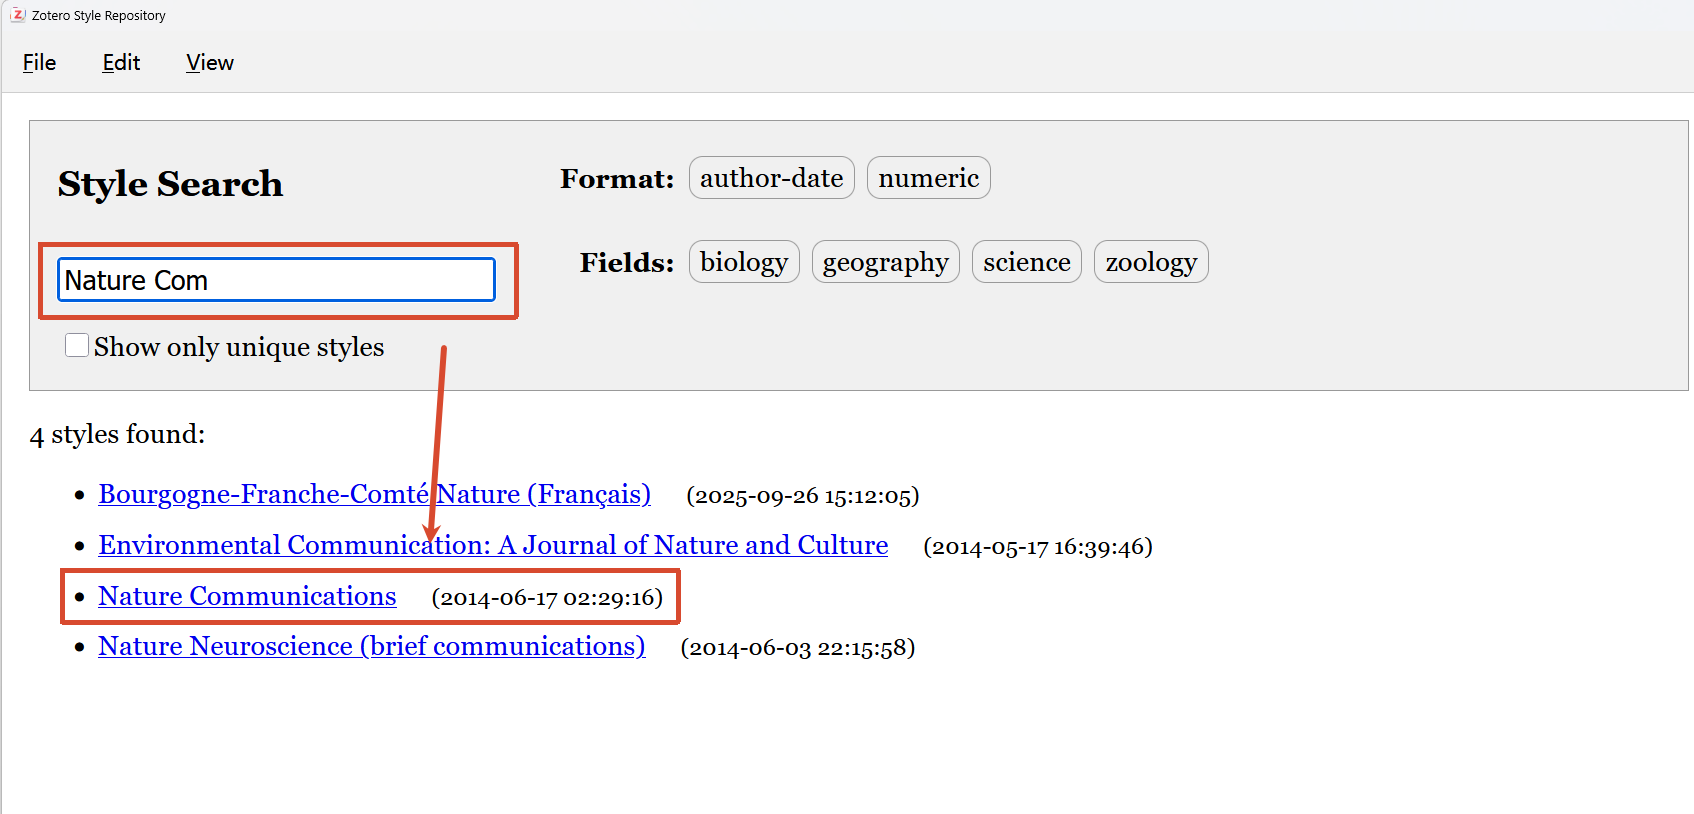 Zotero Style Repository
File Edit View
Style Search
Format: author-date numeric
Nature Com
Fields: biology geography science zoology
Show only unique styles
4 styles found:
• Bourgogne-Franche-Comté Nature (Français) (2025-09-26 15:12:05)
• Environmental Communication: A Journal of Nature and Culture (2014-05-17 16:39:46)
• Nature Communications (2014-06-17 02:29:16)
• Nature Neuroscience (brief communications) (2014-06-03 22:15:58)